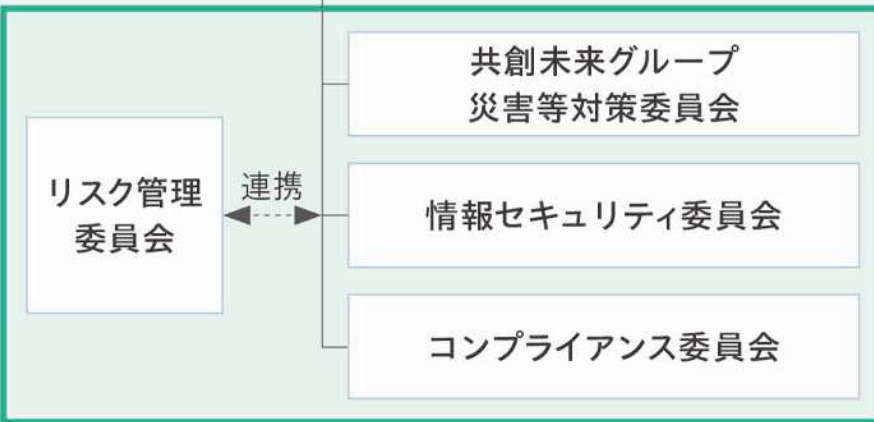 リスク管理
委員会
連携
共創未来グループ
災害等対策委員会
情報セキュリティ委員会
コンプライアンス委員会